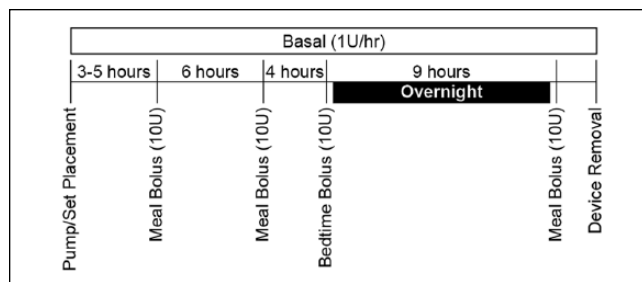 Basal (1U/hr)
3-5 hours
6 hours
4 hours
9 hours
Overnight
Pump/Set Placement
Meal Bolus (10U)
Meal Bolus (10U)
Bedtime Bolus (10U)
Meal Bolus (10U)
Device Removal